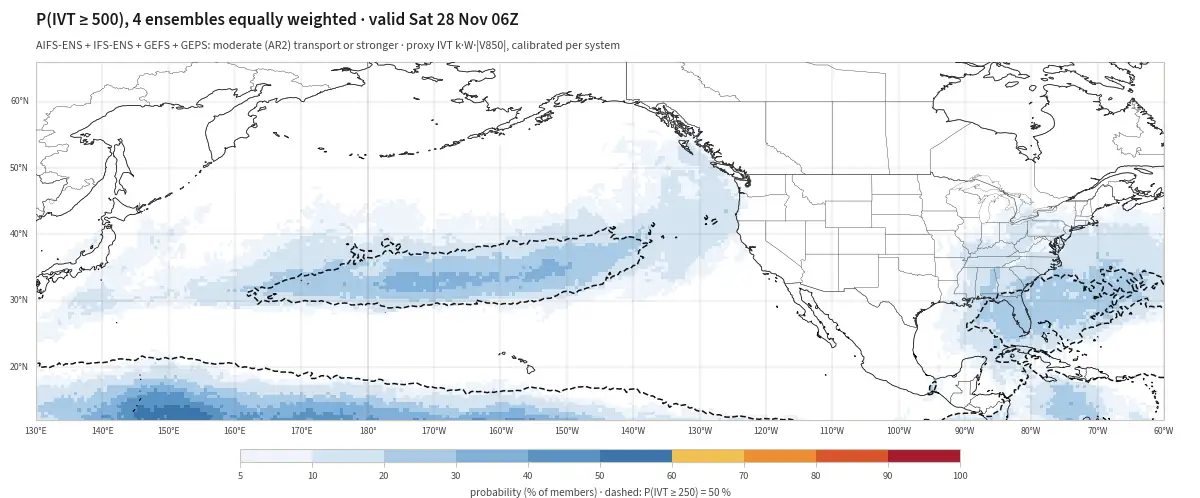 P(IVT ≥ 500), 4 ensembles equally weighted · valid Sat 28 Nov 06Z
AIFS-ENS + IFS-ENS + GEFS + GEPS: moderate (AR2) transport or stronger · proxy IVT k·W·|V850|, calibrated per system
60°N
50°N
40°N
30°N
20°N
130°E 140°E 150°E 160°E 170°E 180° 170°W 160°W 150°W 140°W 130°W 120°W 110°W 100°W 90°W 80°W 70°W 60°W
5 10 20 30 40 50 60 70 80 90 100
probability (% of members) · dashed: P(IVT ≥ 250) = 50 %